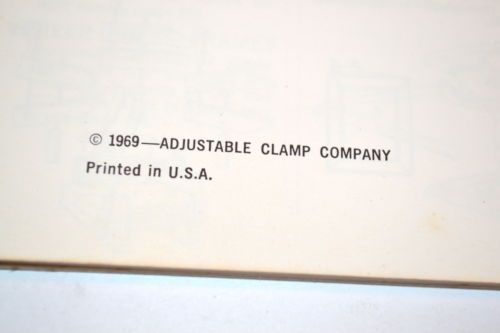 © 1969—ADJUSTABLE CLAMP COMPANY
Printed in U.S.A.